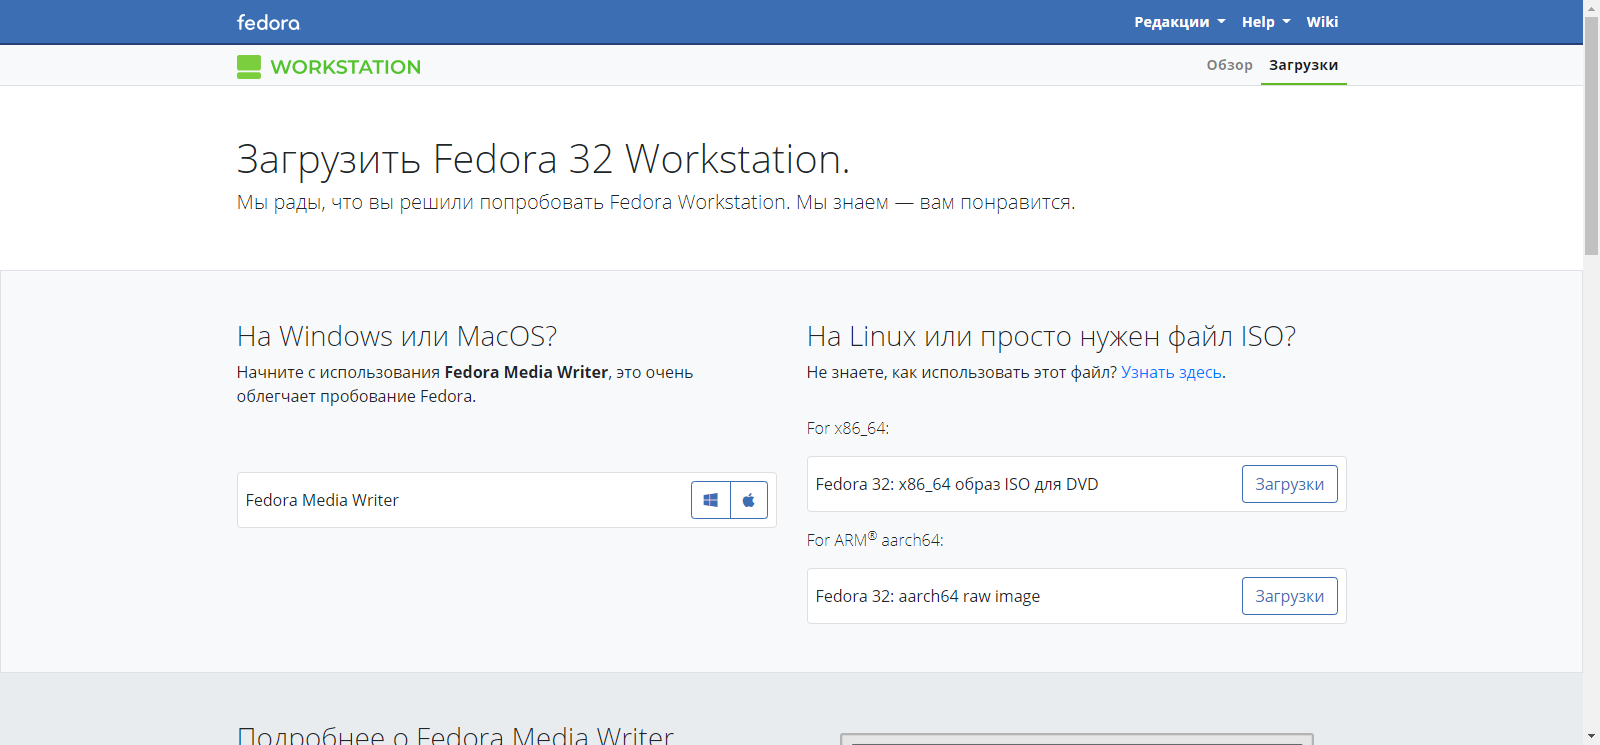 fedora
Редакции Help Wiki
WORKSTATION
Обзор Загрузки
Загрузить Fedora 32 Workstation.
Мы рады, что вы решили попробовать Fedora Workstation. Мы знаем — вам понравится.
На Windows или MacOS?
Начните с использования Fedora Media Writer, это очень
облегчает пробование Fedora.
Fedora Media Writer
На Linux или просто нужен файл ISO?
Не знаете, как использовать этот файл? Узнать здесь.
For x86_64:
Fedora 32: x86_64 образ ISO для DVD Загрузки
For ARM® aarch64:
Fedora 32: aarch64 raw image Загрузки
Подробнее о Fedora Media Writer